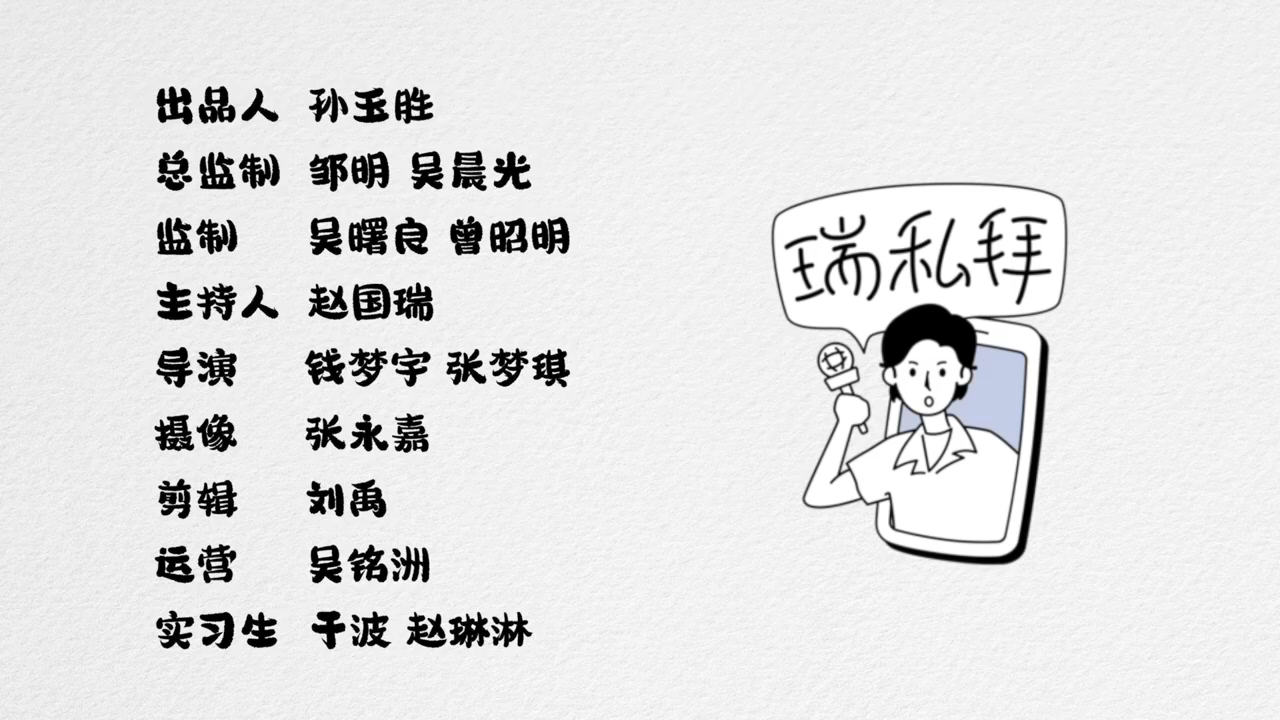 出品人 孙玉胜
总监制 邹明 吴晨光
监制 吴曙良 曾昭明
主持人 赵国瑞
导演 钱梦宇 张梦琪
摄像 张永嘉
剪辑 刘禹
运营 吴铭洲
实习生 于波 赵琳淋
瑞私拜